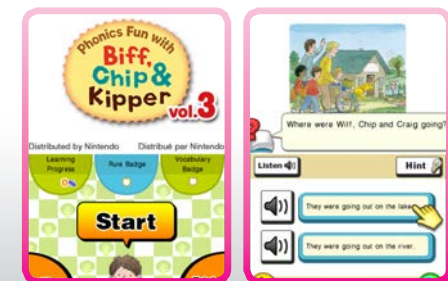 Phonics Fun with
Biff,
Chip &
Kipper
vol.3
Distributed by Nintendo
Distribué par Nintendo
Learning
Progress
Rule Badge
Vocabulary
Badge
Start
Where were Wilf, Chip and Craig going?
Listen
Hint
They were going out on the lake.
They were going out on the river.